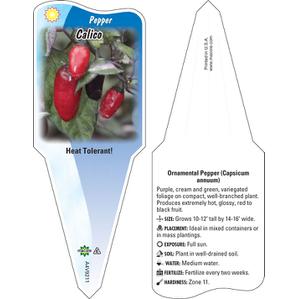 Pepper
Calico
Heat Tolerant!
AAV9211
Printed in U.S.A.
Ornamental Pepper (Capsicum
annuum)
Purple, cream and green, variegated
foliage on compact, well-branched plant.
Produces extremely hot, glossy, red to
black fruit.
SIZE: Grows 10-12' tall by 14-16' wide.
PLACEMENT: Ideal in mixed containers or
in mass plantings.
EXPOSURE: Full sun.
SOIL: Plant in well-drained soil.
WATER: Medium water.
FERTILIZE: Fertilize every two weeks.
HARDINESS: Zone 11.